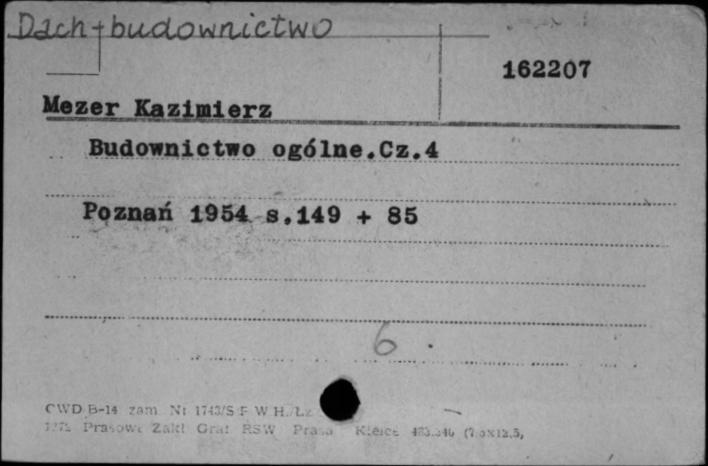 Dach - budownictwo
162207
Mezer Kazimierz
Budownictwo ogólne.Cz.4
Poznań 1954 s.149 + 85
6.
CWD B-14 zam. Nr 1743/S F W H.
Prasowe Zakł Graf RSW Prasa Kielce